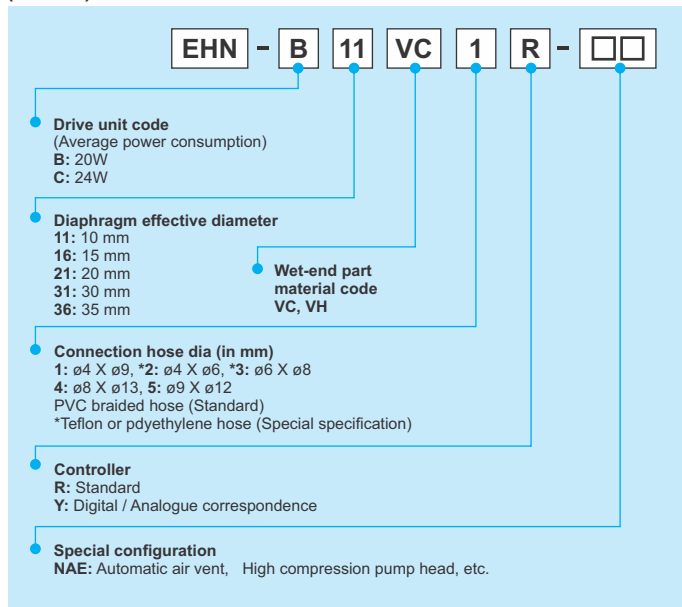 EHN - B 11 VC 1 R - □□
Drive unit code
(Average power consumption)
B: 20W
C: 24W
Diaphragm effective diameter
11: 10 mm
16: 15 mm
21: 20 mm
31: 30 mm
36: 35 mm
Wet-end part
material code
VC, VH
Connection hose dia (in mm)
1: ø4 X ø9, *2: ø4 X ø6, *3: ø6 X ø8
4: ø8 X ø13, 5: ø9 X ø12
PVC braided hose (Standard)
*Teflon or pdyethylene hose (Special specification)
Controller
R: Standard
Y: Digital / Analogue correspondence
Special configuration
NAE: Automatic air vent, High compression pump head, etc.